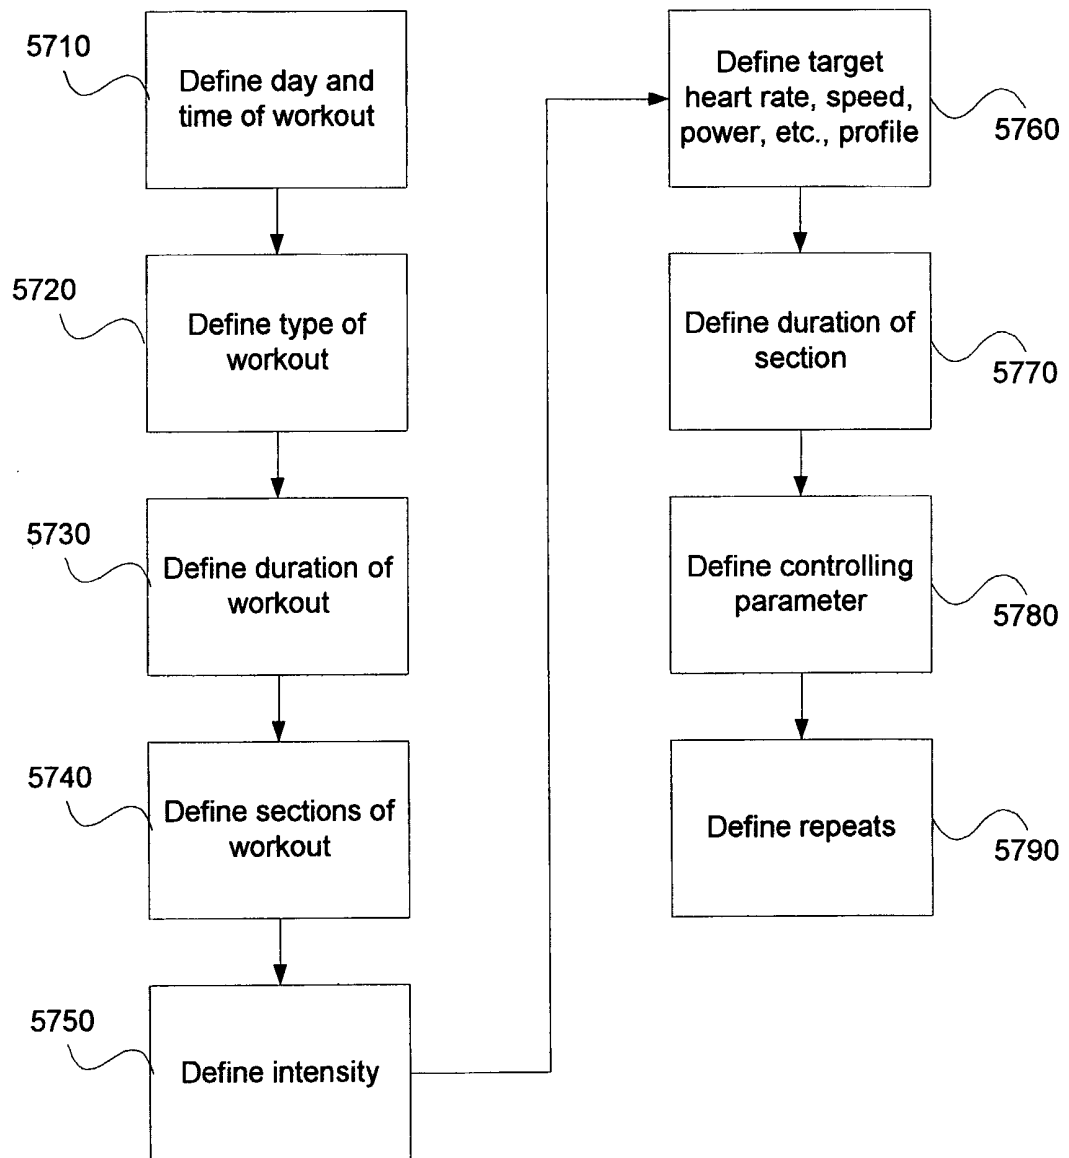 5710
Define day and
time of workout
5720
Define type of
workout
5730
Define duration of
workout
5740
Define sections of
workout
5750
Define intensity
Define target
heart rate, speed,
power, etc., profile
5760
Define duration of
section
5770
Define controlling
parameter
5780
Define repeats
5790